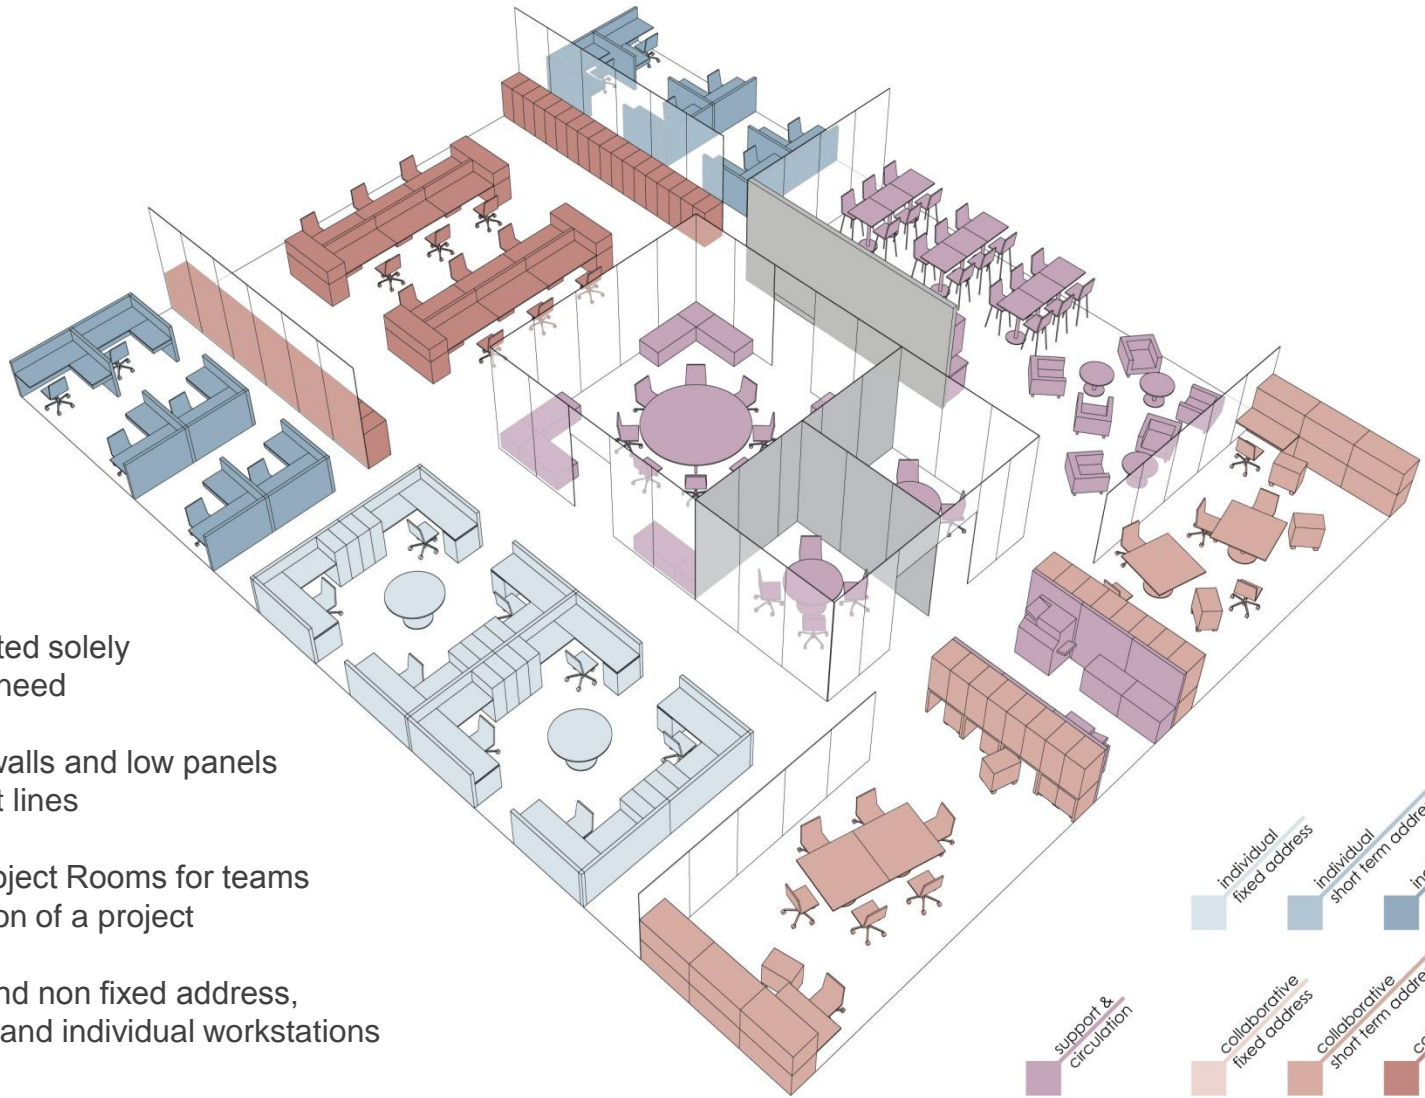 ted solely
need
walls and low panels
t lines
ject Rooms for teams
on of a project
nd non fixed address,
and individual workstations
individual
fixed address
individual
short term addre
support &
circulation
collaborative
fixed address
collaborative
short term addre